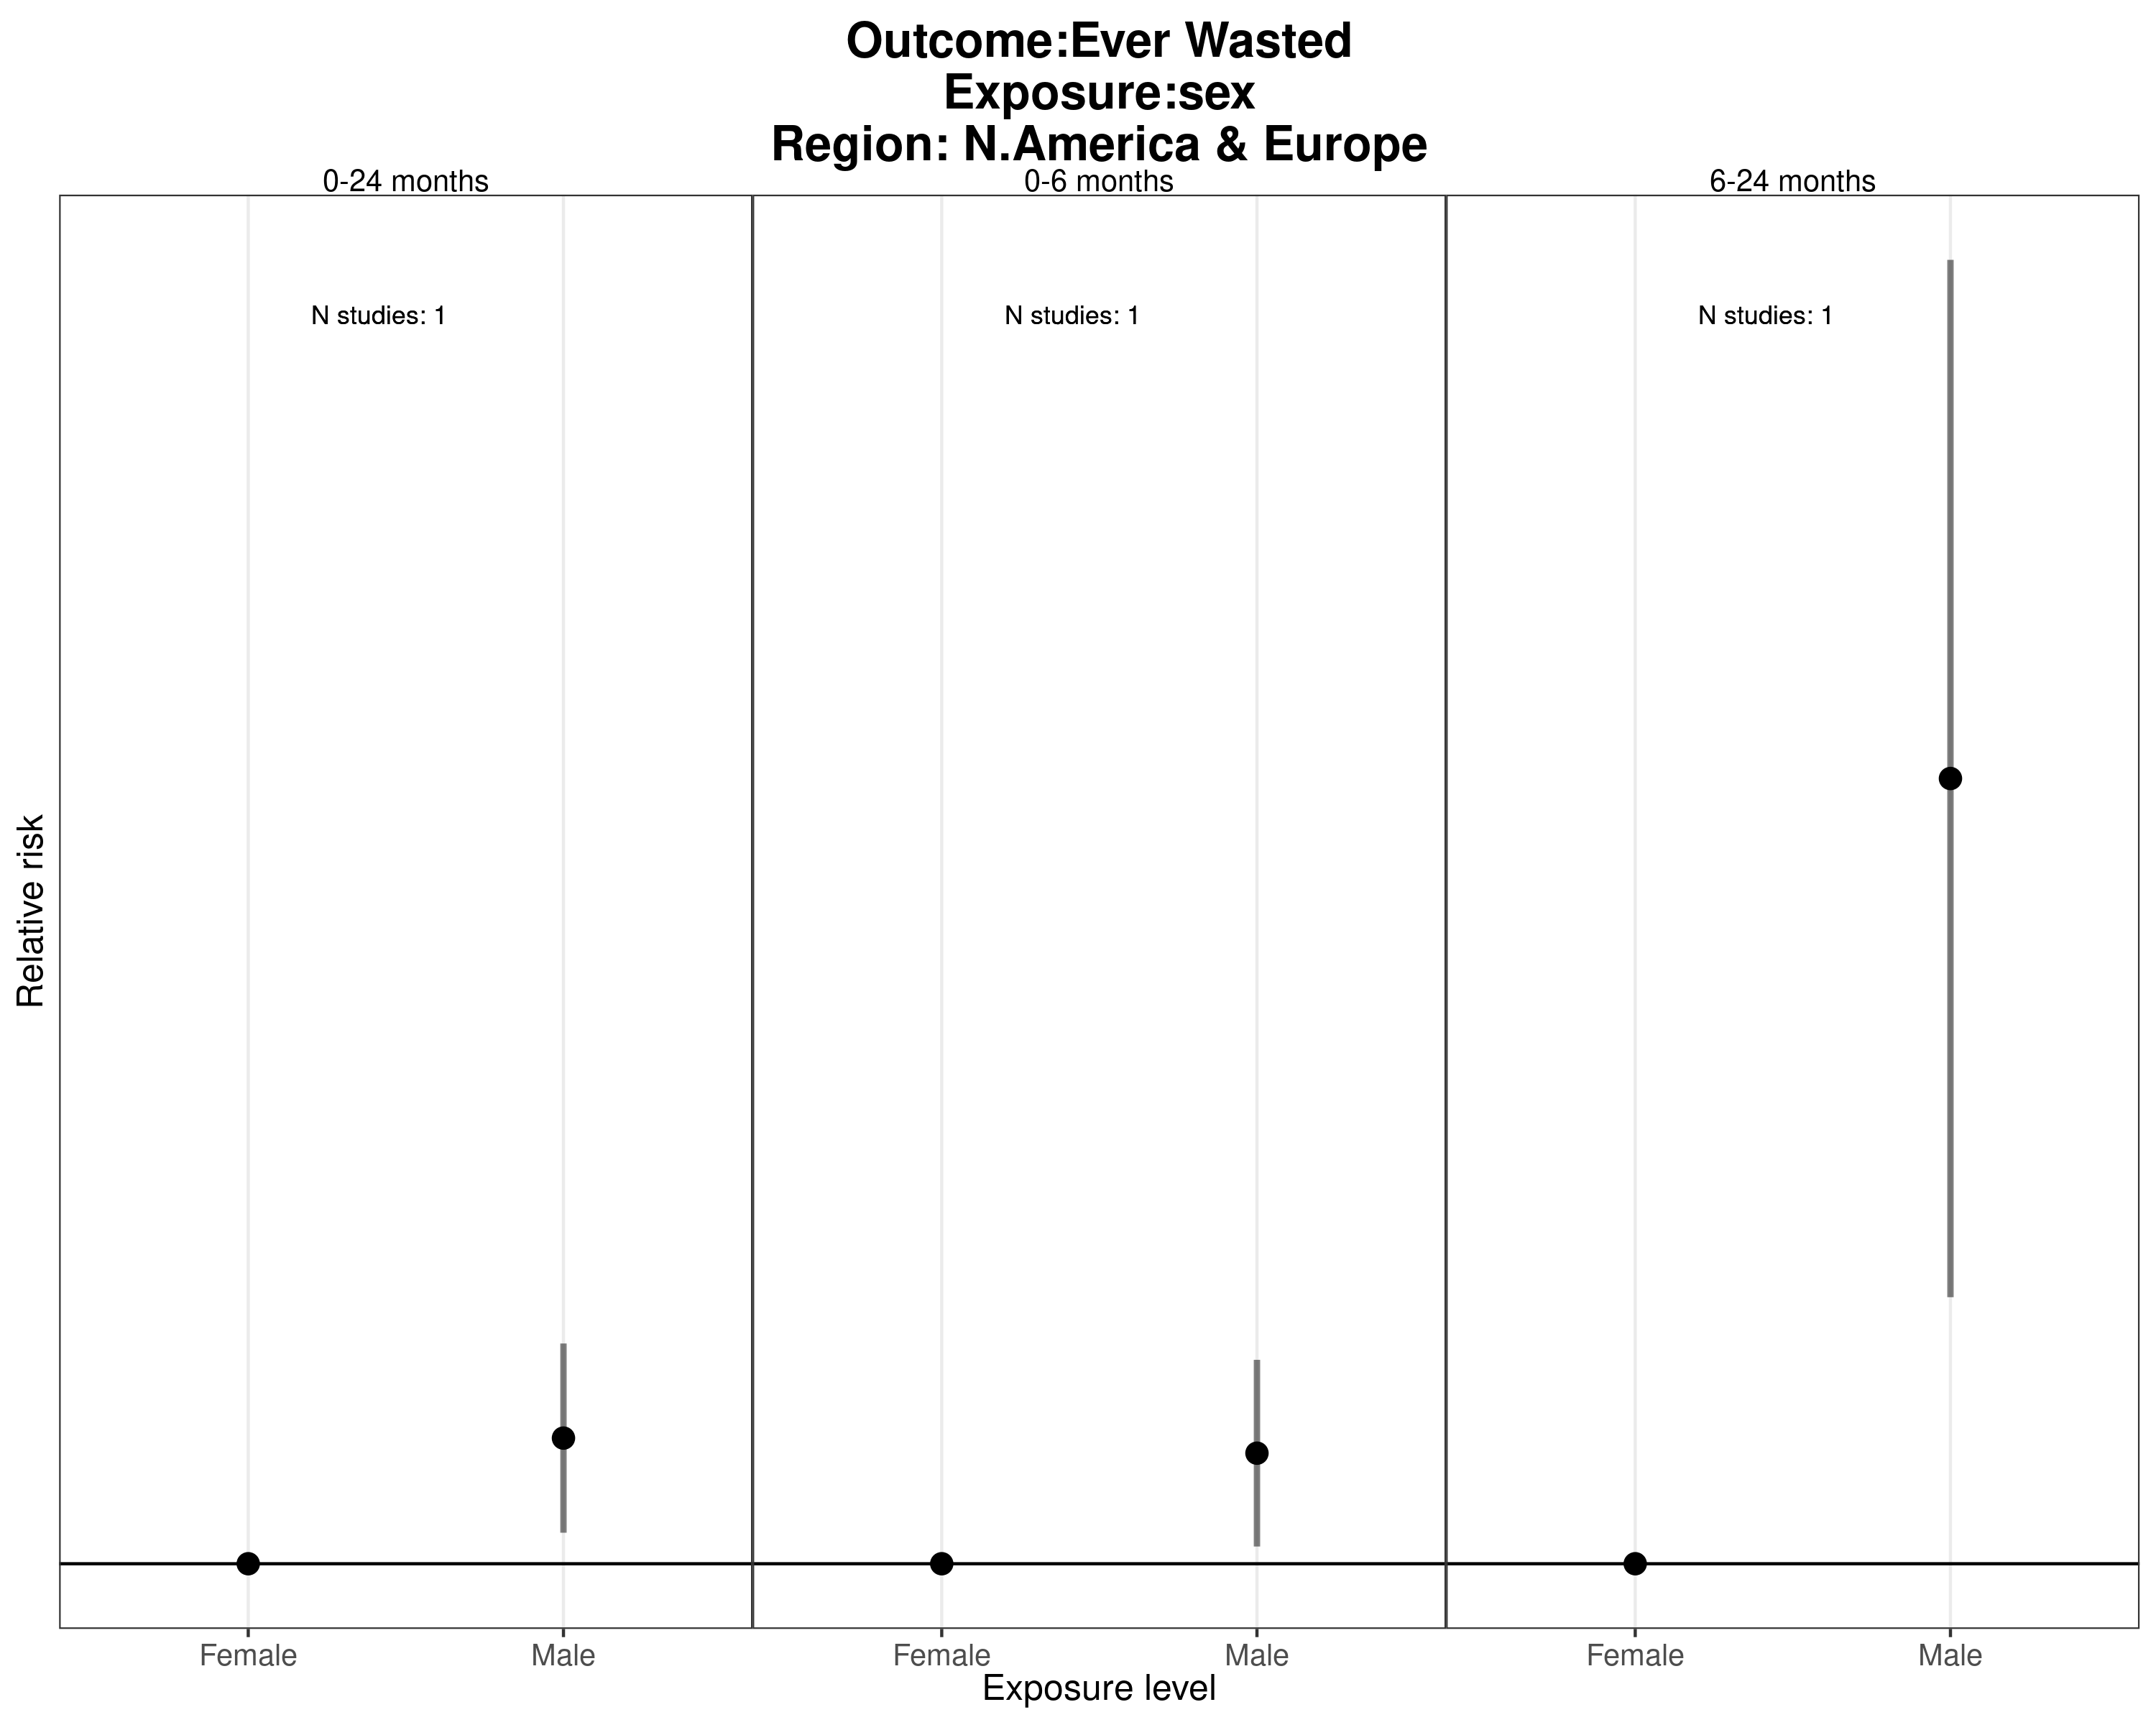 Outcome:Ever Wasted
Exposure:sex
Region: N.America & Europe
0-24 months
0-6 months
6-24 months
N studies: 1
N studies: 1
N studies: 1
Relative risk
Female
Male
Female
Male
Female
Male
Exposure level